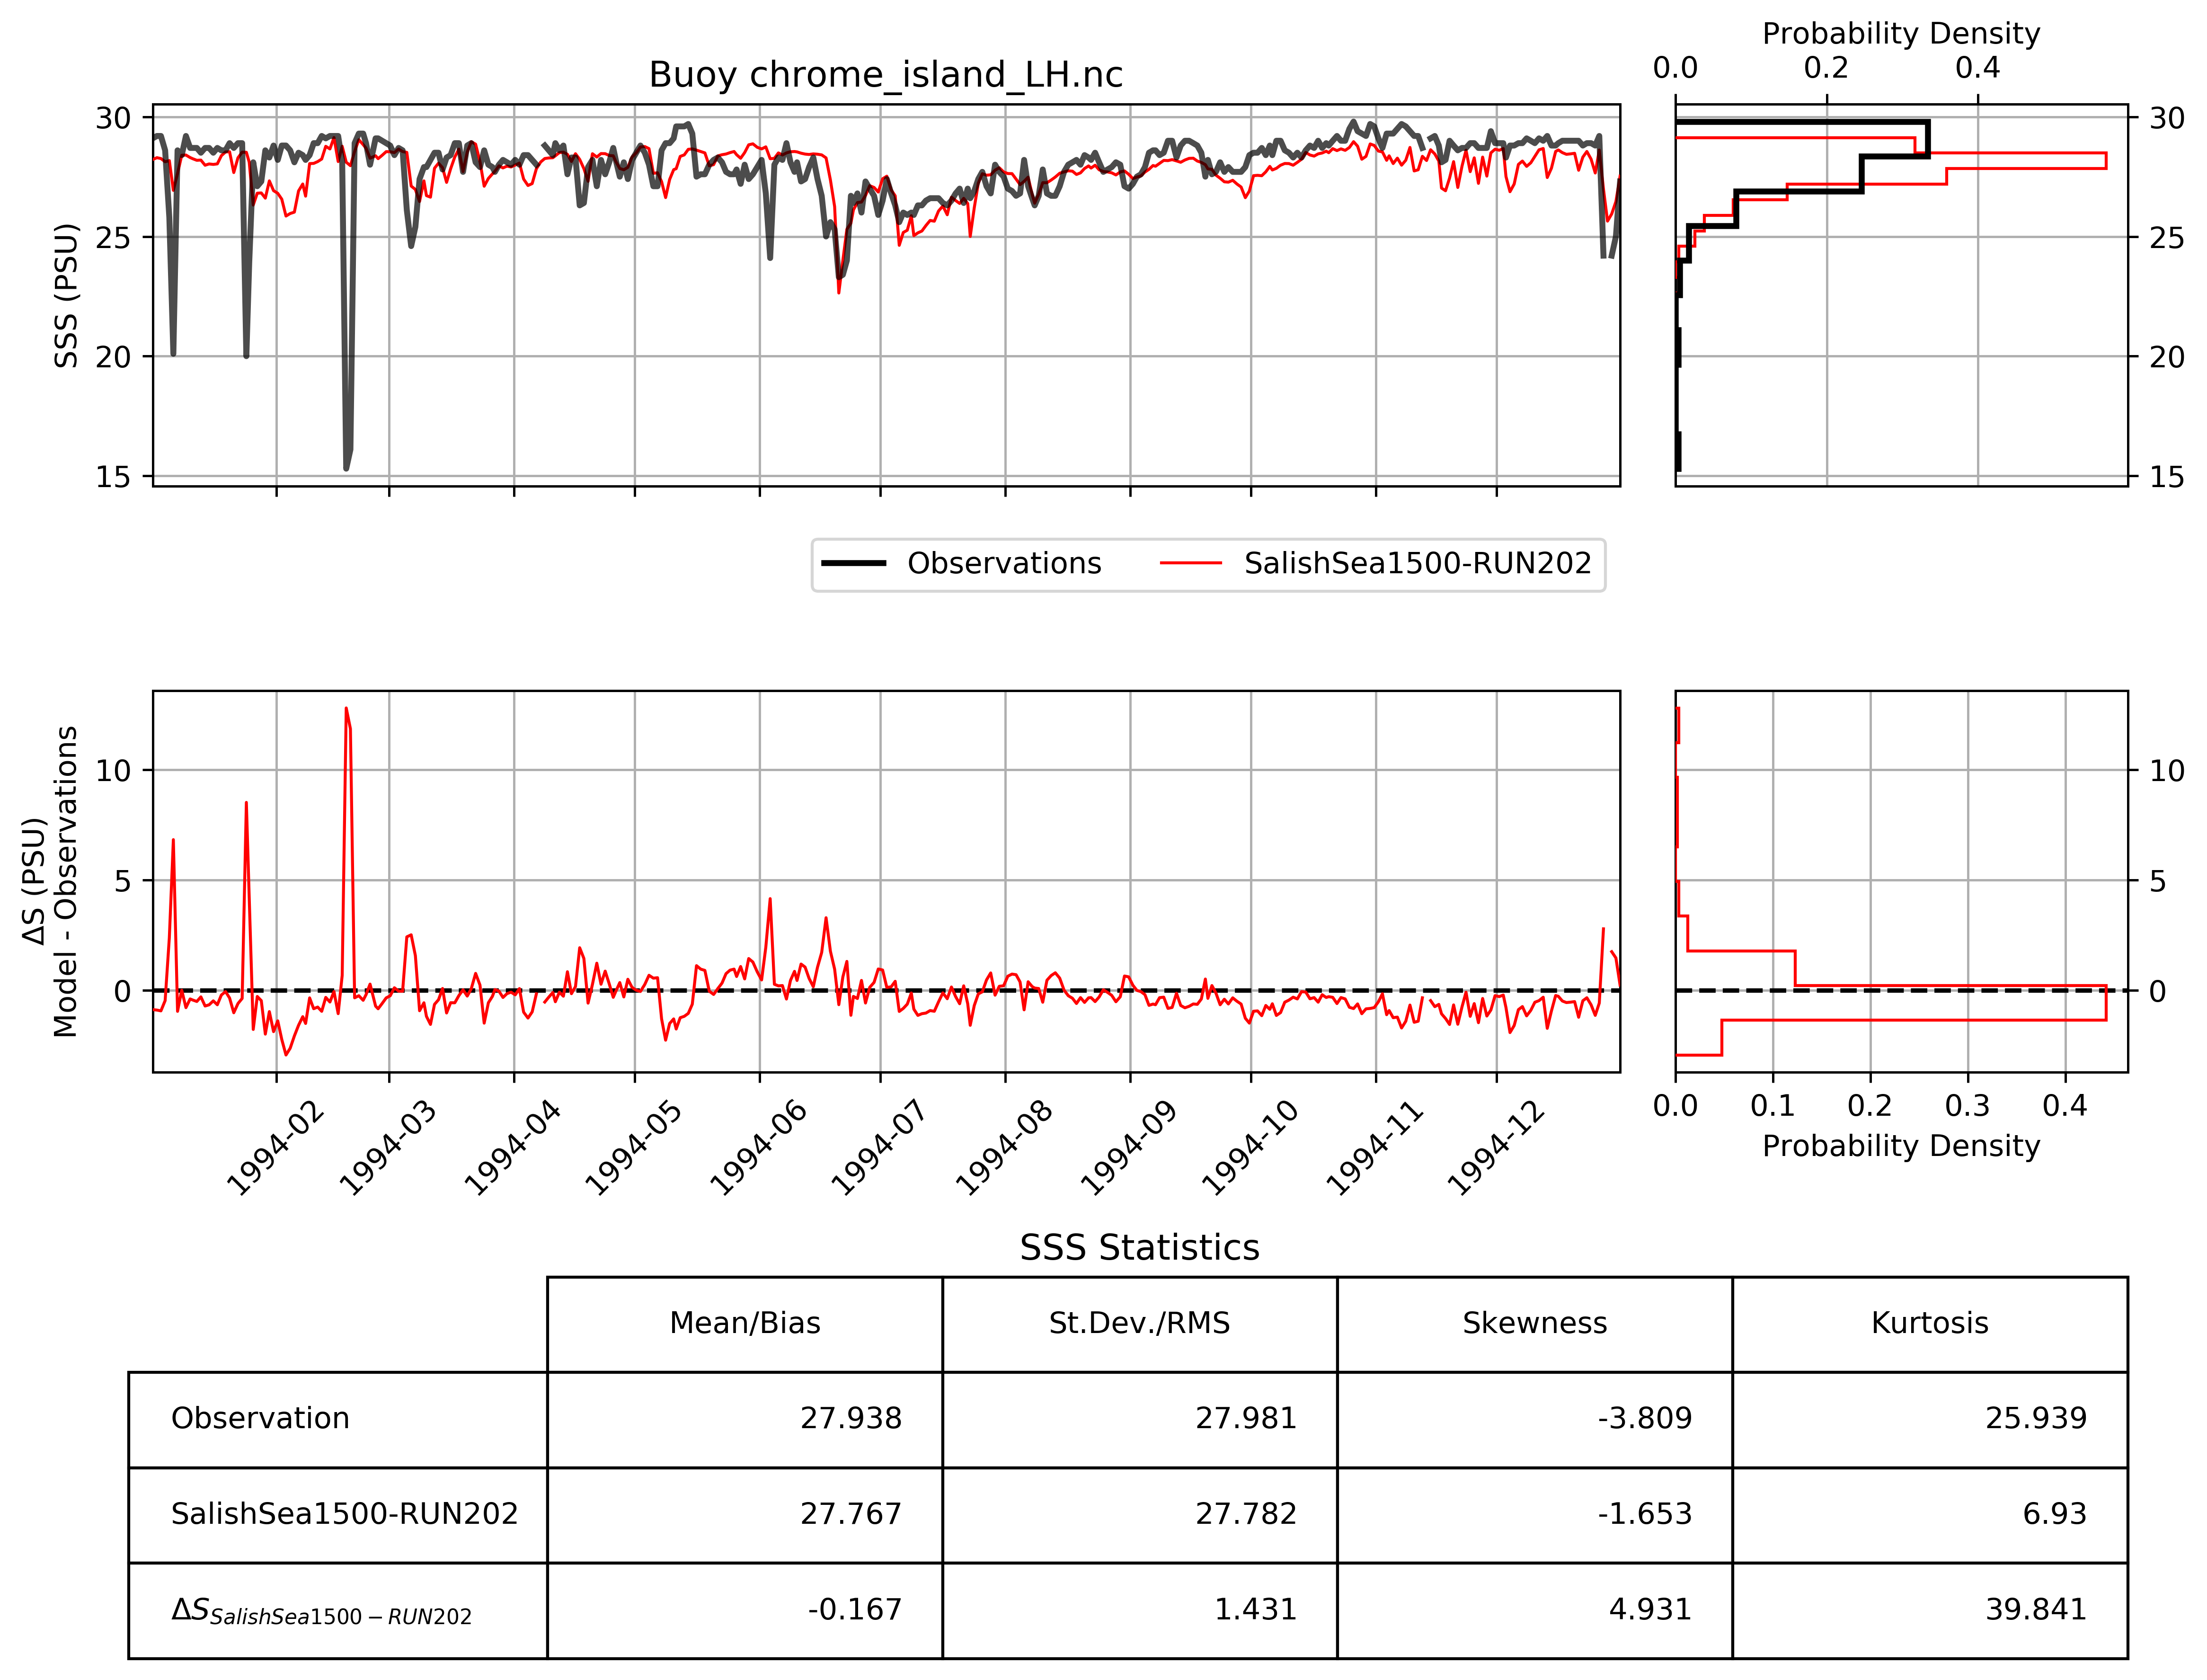 Probability Density
0.0 0.2 0.4
Buoy chrome_island_LH.nc
30
25
20
15
SSS (PSU)
30
25
20
15
Observations SalishSea1500-RUN202
10
5
0
ΔS (PSU)
Model - Observations
10
5
0
1994-02 1994-03 1994-04 1994-05 1994-06 1994-07 1994-08 1994-09 1994-10 1994-11 1994-12
0.0 0.1 0.2 0.3 0.4
Probability Density
SSS Statistics
Mean/Bias St.Dev./RMS Skewness Kurtosis
Observation 27.938 27.981 -3.809 25.939
SalishSea1500-RUN202 27.767 27.782 -1.653 6.93
ΔS SalishSea1500-RUN202 -0.167 1.431 4.931 39.841